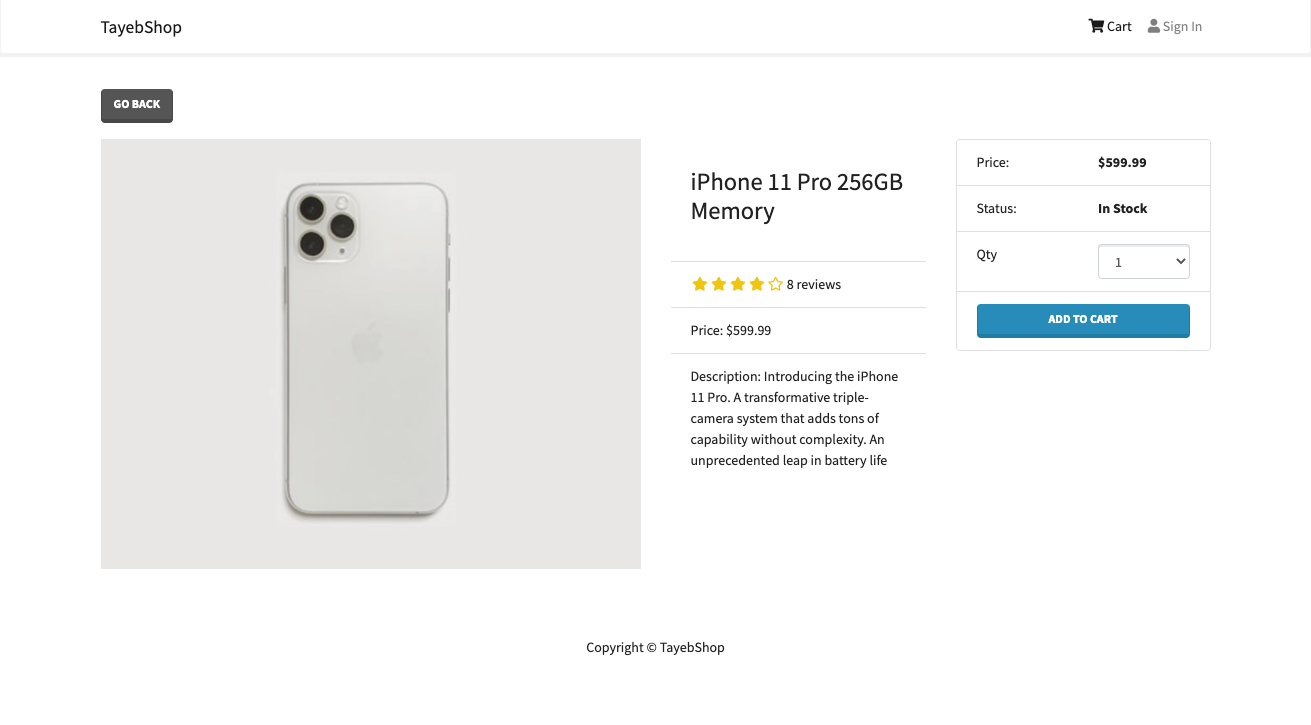 TayebShop
Cart
Sign In
GO BACK
iPhone 11 Pro 256GB
Memory
8 reviews
Price: $599.99
Description: Introducing the iPhone
11 Pro. A transformative triple-
camera system that adds tons of
capability without complexity. An
unprecedented leap in battery life
Price: $599.99
Status: In Stock
Qty 1
ADD TO CART
Copyright © TayebShop